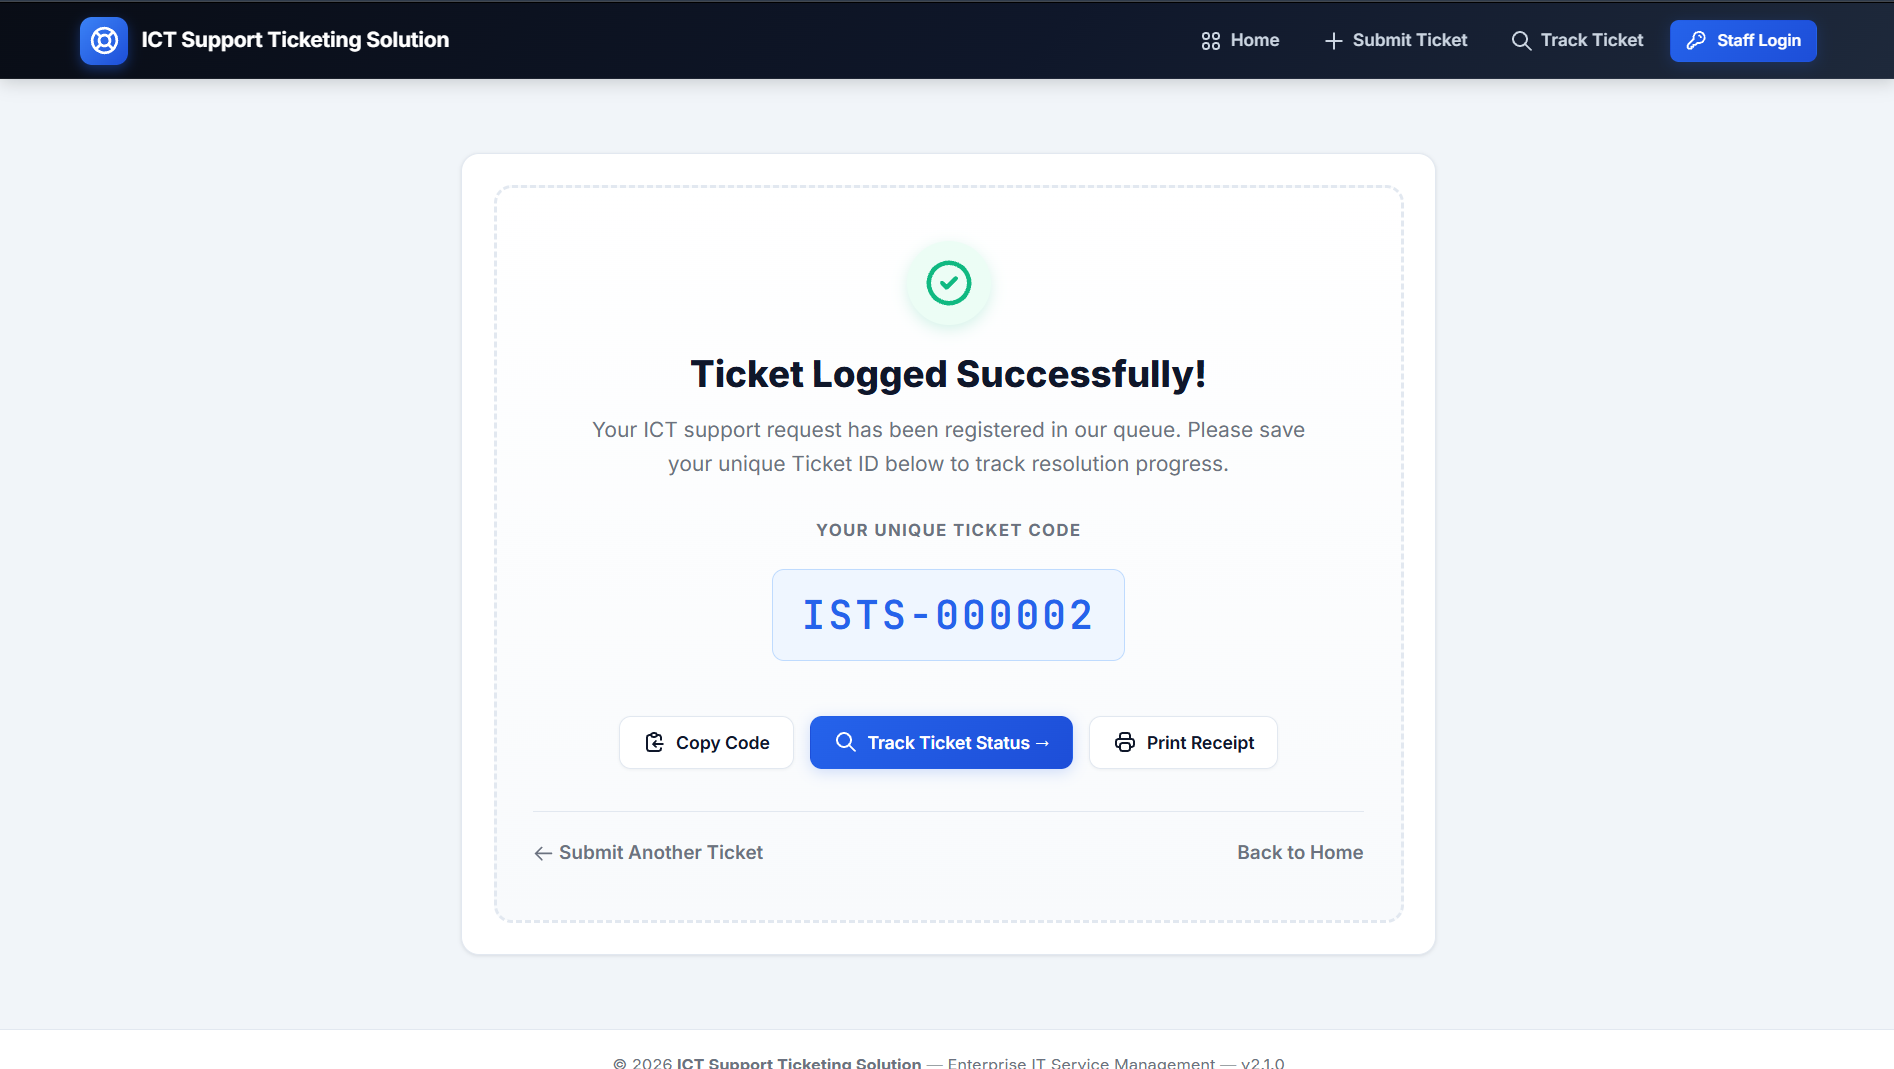 ICT Support Ticketing Solution
Home
Submit Ticket
Track Ticket
Staff Login
Ticket Logged Successfully!
Your ICT support request has been registered in our queue. Please save
your unique Ticket ID below to track resolution progress.
YOUR UNIQUE TICKET CODE
ISTS-000002
Copy Code
Track Ticket Status →
Print Receipt
← Submit Another Ticket
Back to Home
© 2026 ICT Support Ticketing Solution — Enterprise IT Service Management — v2.1.0